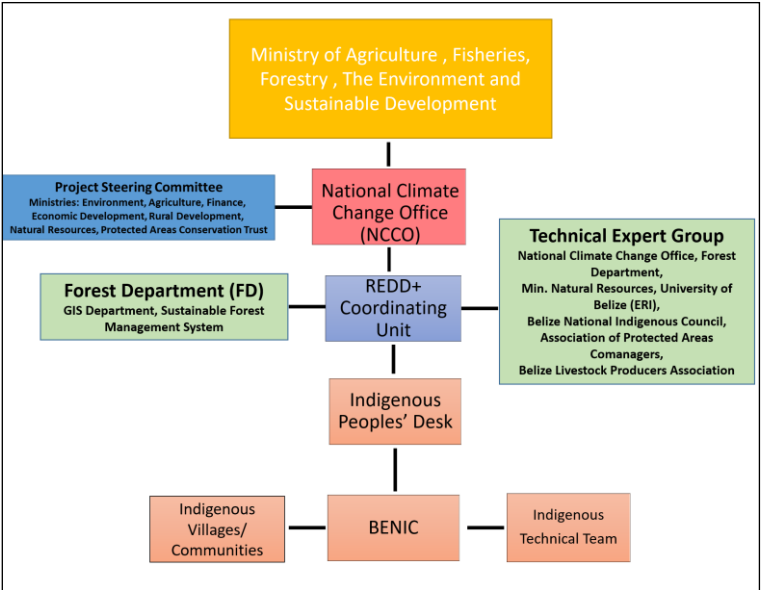 Ministry of Agriculture , Fisheries,
Forestry , The Environment and
Sustainable Development
Project Steering Committee
Ministries: Environment, Agriculture, Finance,
Economic Development, Rural Development,
Natural Resources, Protected Areas Conservation Trust
National Climate
Change Office
(NCCO)
Technical Expert Group
National Climate Change Office, Forest
Department,
Min. Natural Resources, University of
Belize (ERI),
Belize National Indigenous Council,
Association of Protected Areas
Comanagers,
Belize Livestock Producers Association
Forest Department (FD)
GIS Department, Sustainable Forest
Management System
REDD+
Coordinating
Unit
Indigenous
Peoples’ Desk
Indigenous
Villages/
Communities
BENIC
Indigenous
Technical Team